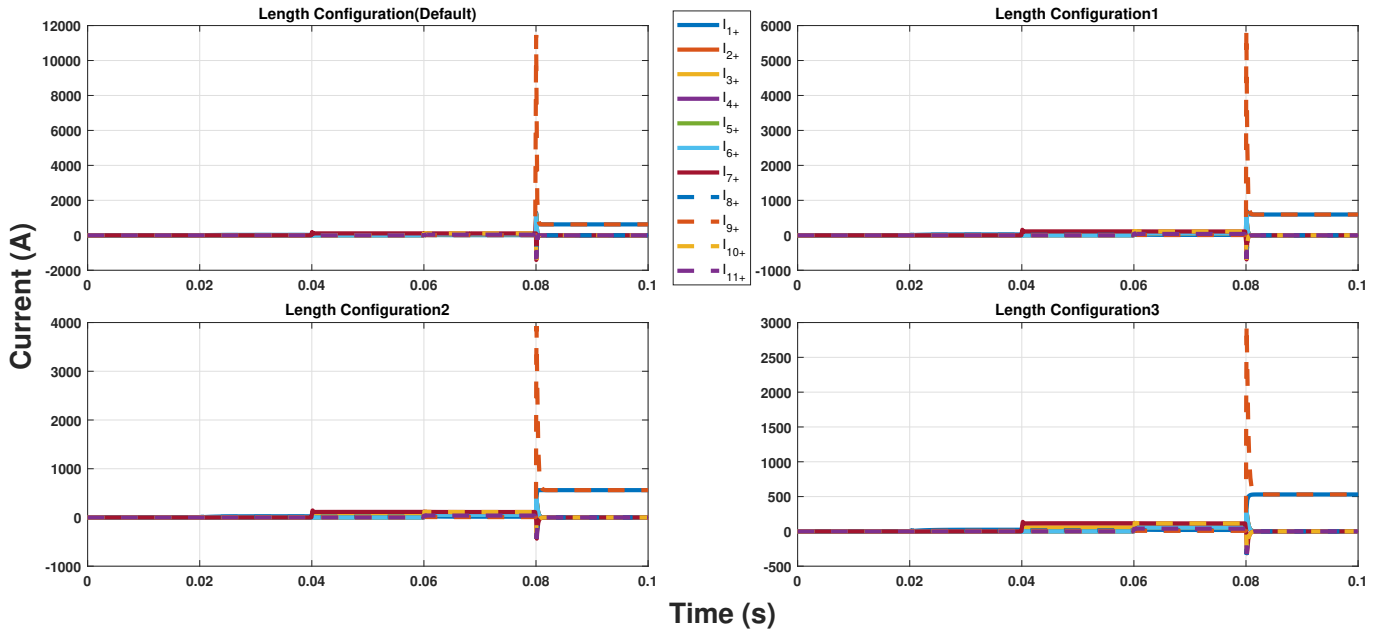 Length Configuration(Default)
12000
10000
8000
6000
4000
2000
0
-2000
0 0.02 0.04 0.06 0.08 0.1
I1+
I2+
I3+
I4+
I5+
I6+
I7+
I8+
I9+
I10+
I11+
Length Configuration1
6000
5000
4000
3000
2000
1000
0
-1000
0 0.02 0.04 0.06 0.08 0.1
Current (A)
Length Configuration2
4000
3000
2000
1000
0
-1000
0 0.02 0.04 0.06 0.08 0.1
Length Configuration3
3000
2500
2000
1500
1000
500
0
-500
0 0.02 0.04 0.06 0.08 0.1
Time (s)